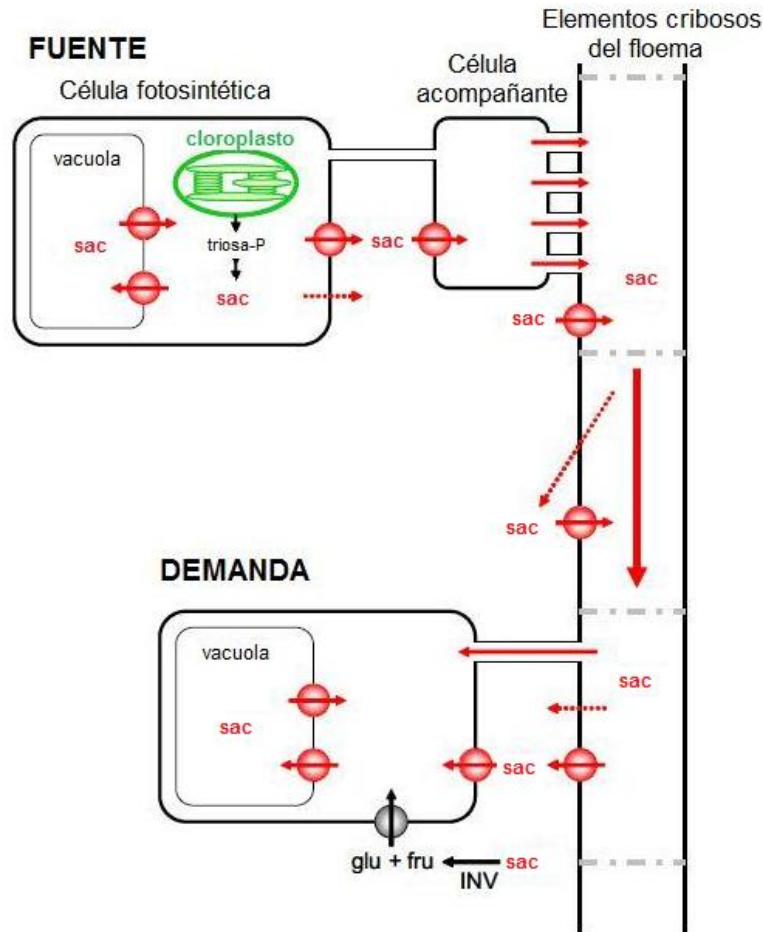 Elementos cribosos
del floema
FUENTE
Célula fotosintética
Célula
acompañante
cloroplasto
vacuola
sac
triosa-P
sac
sac
sac
sac
sac
DEMANDA
vacuola
sac
sac
sac
glu + fru
sac
INV